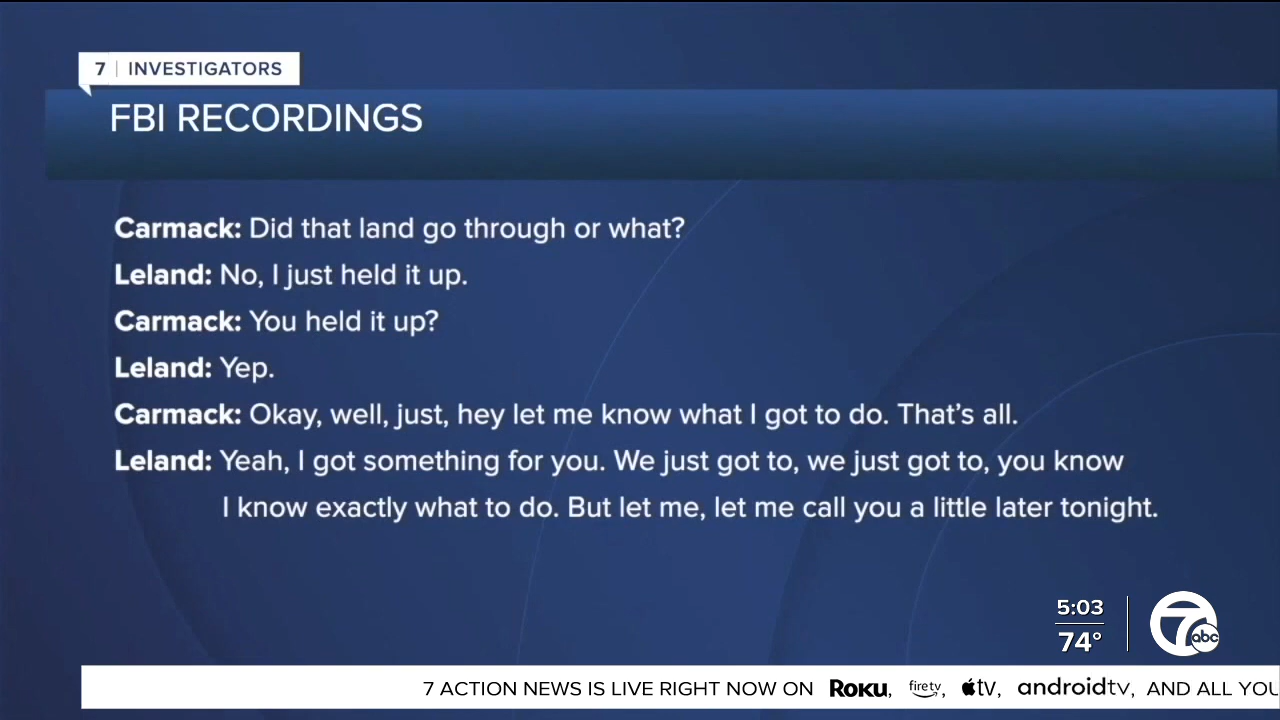 7 | INVESTIGATORS
FBI RECORDINGS
Carmack: Did that land go through or what?
Leland: No, I just held it up.
Carmack: You held it up?
Leland: Yep.
Carmack: Okay, well, just, hey let me know what I got to do. That’s all.
Leland: Yeah, I got something for you. We just got to, we just got to, you know
I know exactly what to do. But let me, let me call you a little later tonight.
5:03
74°
7 abc
7 ACTION NEWS IS LIVE RIGHT NOW ON Roku, fire tv, tv, androidtv, AND ALL YOU